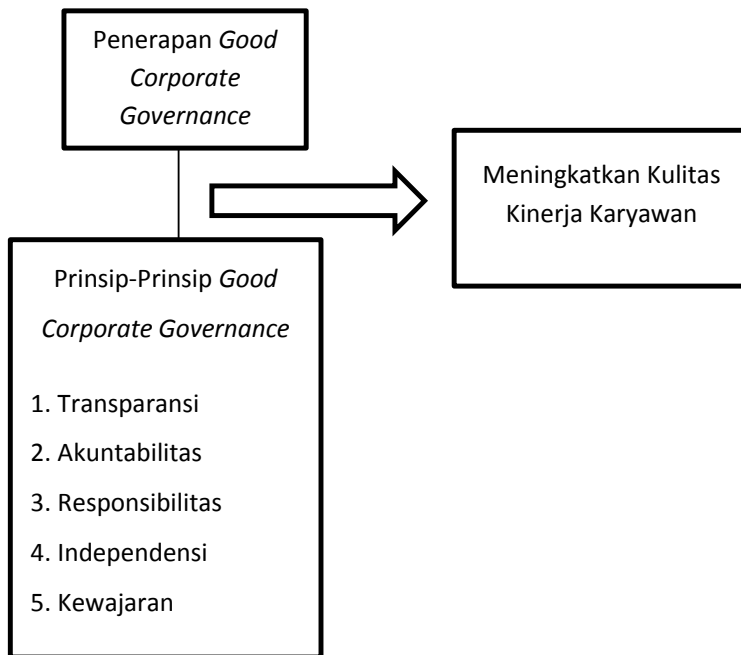 Penerapan Good
Corporate
Governance
Meningkatkan Kulitas
Kinerja Karyawan
Prinsip-Prinsip Good
Corporate Governance
1. Transparansi
2. Akuntabilitas
3. Responsibilitas
4. Independensi
5. Kewajaran